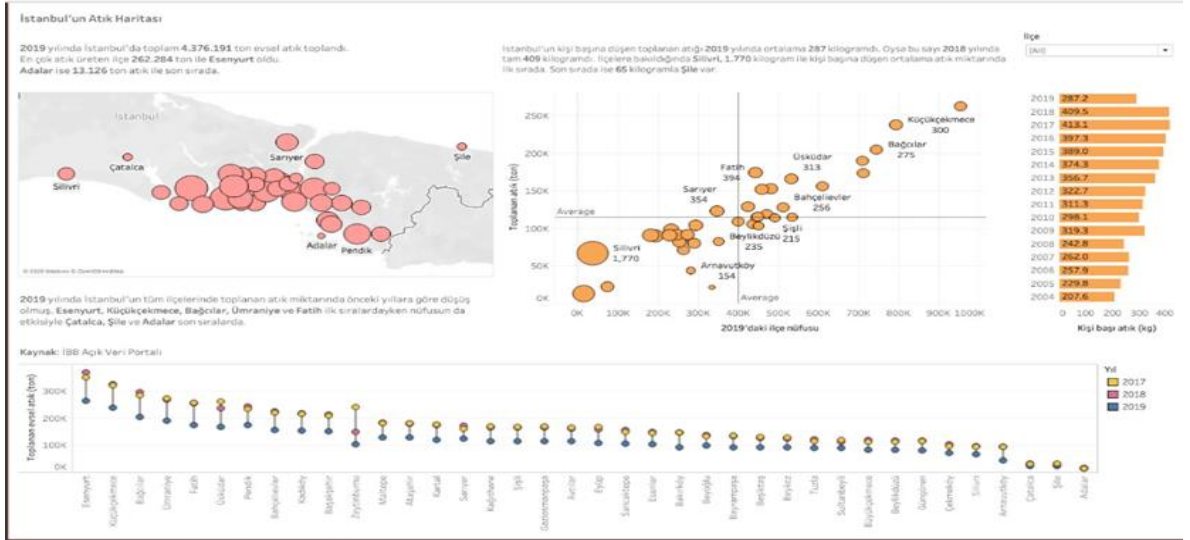 İstanbul'un Atık Haritası
2019 yılında İstanbul'da toplam 4.376.191 ton evsel atık toplandı.
En çok atık üreten ilçe 262.284 ton ile Esenyurt oldu.
Adalar ise 13.126 ton atık ile son sırada.
İstanbul'un kişi başına düşen toplanan atığı 2019 yılında ortalama 287 kilogramdı. Oysa bu sayı 2018 yılında
tam 409 kilogramdı. İlçelere bakıldığında Silivri, 1.770 kilogram ile kişi başına düşen ortalama atık miktarında
ilk sırada. Son sırada ise 65 kilogramla Şile var.
İlçe
(All)
İstanbul
Sarıyer
Şile
Çatalca
Silivri
Adalar
Pendik
Toplanan atık (ton)
250K
200K
150K
100K
50K
0K
Küçükçekmece
300
Bağcılar
275
Üsküdar
313
Fatih
394
Sarıyer
354
Bahçelievler
256
Average
Beylikdüzü
235
Şişli
215
Silivri
1,770
Arnavutköy
154
Average
0K 100K 200K 300K 400K 500K 600K 700K 800K 900K 1000K
2019'daki ilçe nüfusu
2019 287.2
2018 409.5
2017 413.1
2016 397.3
2015 389.0
2014 374.3
2013 356.7
2012 322.7
2011 311.3
2010 298.1
2009 319.3
2008 242.8
2007 262.0
2006 257.9
2005 229.8
2004 207.6
0 100 200 300 400
Kişi başı atık (kg)
2019 yılında İstanbul'un tüm ilçelerinde toplanan atık miktarında önceki yıllara göre düşüş
olmuş. Esenyurt, Küçükçekmece, Bağcılar, Ümraniye ve Fatih ilk sıralardayken nüfusun da
etkisiyle Çatalca, Şile ve Adalar son sıralarda.
Kaynak: İBB Açık Veri Portalı
Toplanan evsel atık (ton)
300K
200K
100K
0K
Yıl
2017
2018
2019
Esenyurt
Küçükçekmece
Bağcılar
Ümraniye
Fatih
Üsküdar
Pendik
Bahçelievler
Kadıköy
Başakşehir
Zeytinburnu
Maltepe
Ataşehir
Kartal
Sarıyer
Kağıthane
Şişli
Gaziosmanpaşa
Avcılar
Eyüp
Sancaktepe
Esenler
Bakırköy
Beyoğlu
Bayrampaşa
Beşiktaş
Beykoz
Tuzla
Sultanbeyli
Büyükçekmece
Beylikdüzü
Güngören
Çekmeköy
Silivri
Arnavutköy
Çatalca
Şile
Adalar